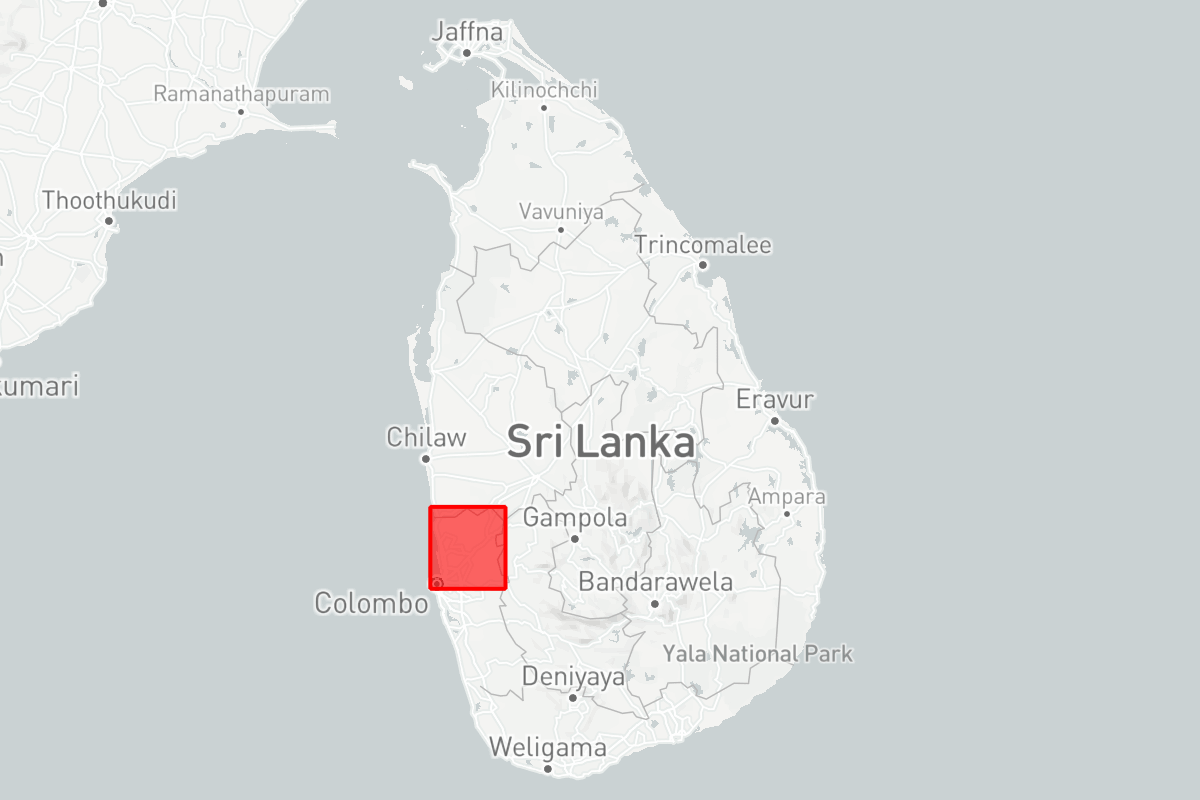 Jaffna
Kilinochchi
Ramanathapuram
Thoothukudi
Vavuniya
Trincomalee
n
kumari
Eravur
Chilaw
Sri Lanka
Ampara
Gampola
Bandarawela
Colombo
Yala National Park
Deniyaya
Weligama